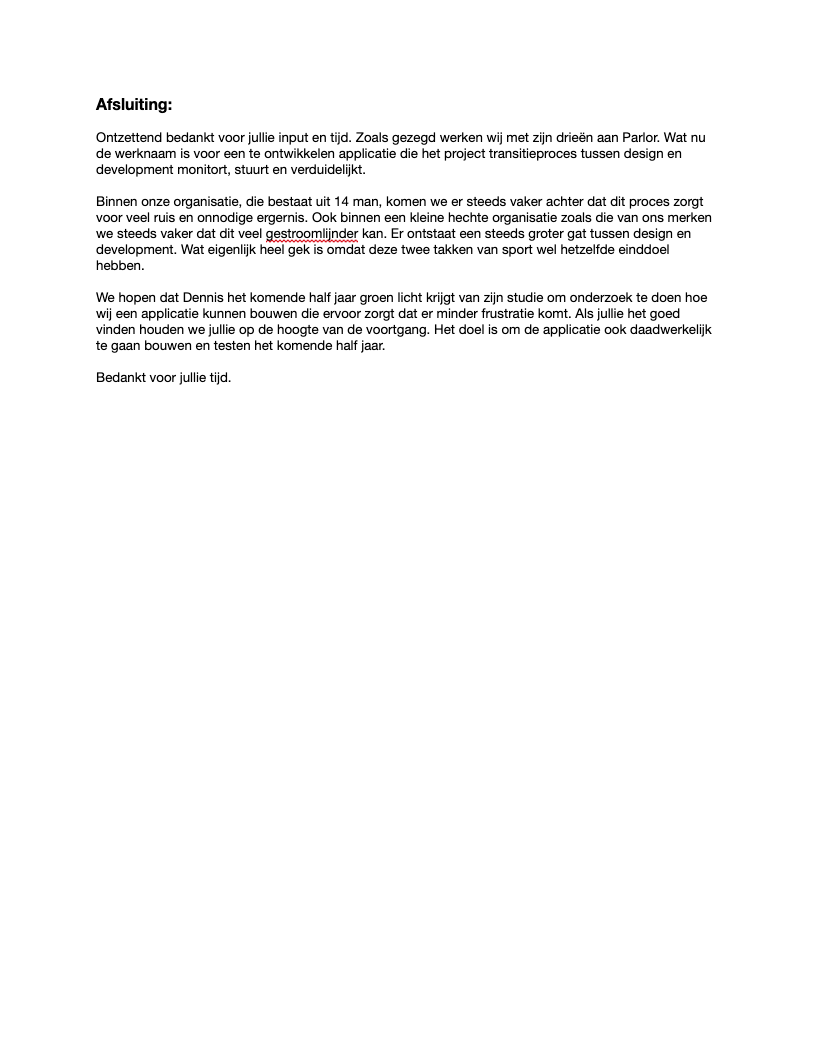 Afsluiting:
Ontzettend bedankt voor jullie input en tijd. Zoals gezegd werken wij met zijn drieën aan Parlor. Wat nu
de werknaam is voor een te ontwikkelen applicatie die het project transitieproces tussen design en
development monitort, stuurt en verduidelijkt.
Binnen onze organisatie, die bestaat uit 14 man, komen we er steeds vaker achter dat dit proces zorgt
voor veel ruis en onnodige ergernis. Ook binnen een kleine hechte organisatie zoals die van ons merken
we steeds vaker dat dit veel gestroomlijnder kan. Er ontstaat een steeds groter gat tussen design en
development. Wat eigenlijk heel gek is omdat deze twee takken van sport wel hetzelfde einddoel
hebben.
We hopen dat Dennis het komende half jaar groen licht krijgt van zijn studie om onderzoek te doen hoe
wij een applicatie kunnen bouwen die ervoor zorgt dat er minder frustratie komt. Als jullie het goed
vinden houden we jullie op de hoogte van de voortgang. Het doel is om de applicatie ook daadwerkelijk
te gaan bouwen en testen het komende half jaar.
Bedankt voor jullie tijd.